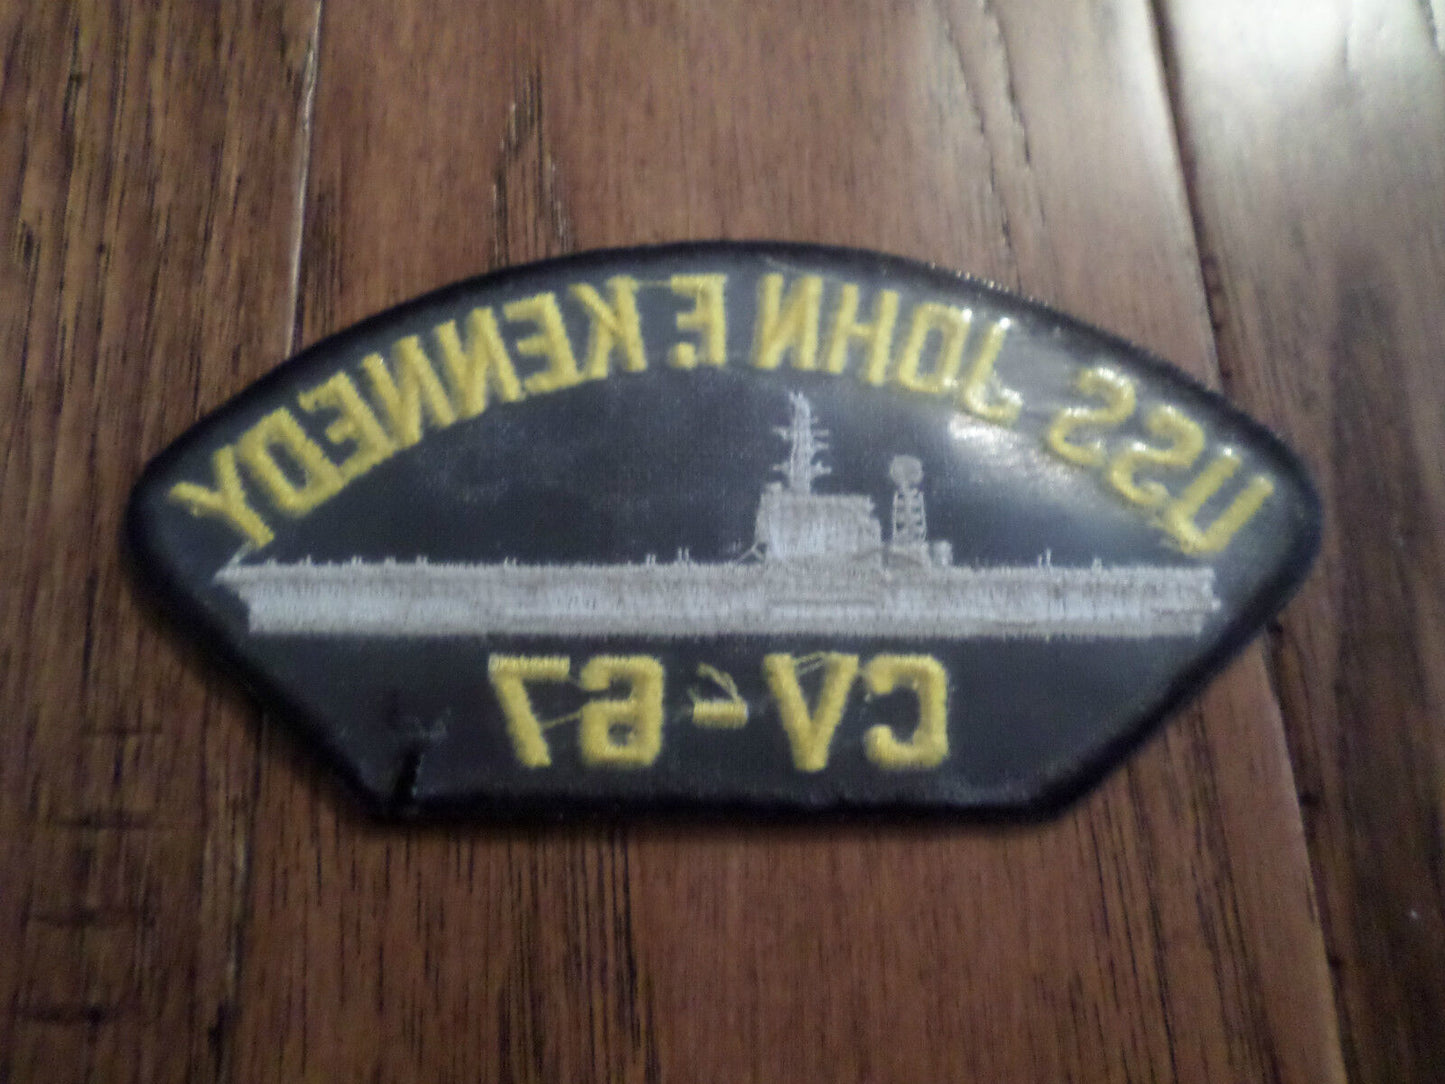 USS JOHN F. KENNEDY
CV-67